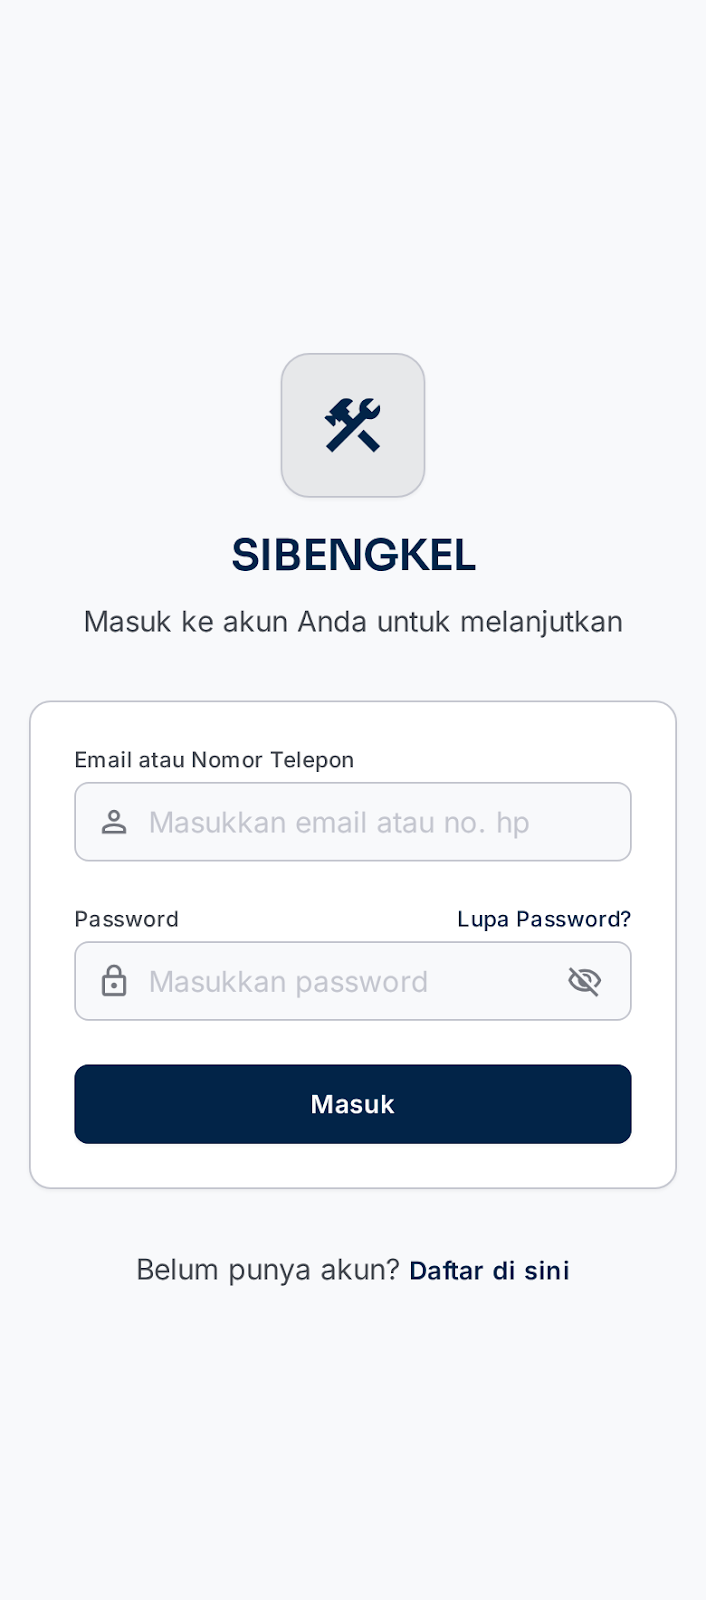 SIBENGKEL
Masuk ke akun Anda untuk melanjutkan
Email atau Nomor Telepon
Masukkan email atau no. hp
Password Lupa Password?
Masukkan password
Masuk
Belum punya akun? Daftar di sini